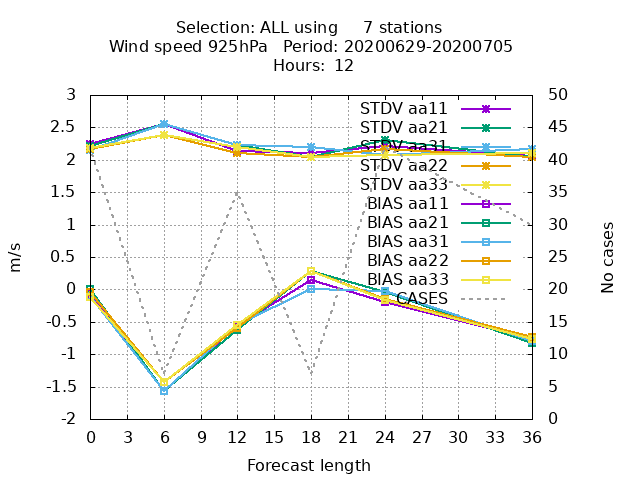 Selection: ALL using 7 stations
Wind speed 925hPa Period: 20200629-20200705
Hours: 12
3
2.5
2
1.5
1
0.5
0
-0.5
-1
-1.5
-2
m/s
50
45
40
35
30
25
20
15
10
5
0
No cases
STDV aa11
STDV aa21
STDV aa31
STDV aa22
STDV aa33
BIAS aa11
BIAS aa21
BIAS aa31
BIAS aa22
BIAS aa33
CASES
0 3 6 9 12 15 18 21 24 27 30 33 36
Forecast length